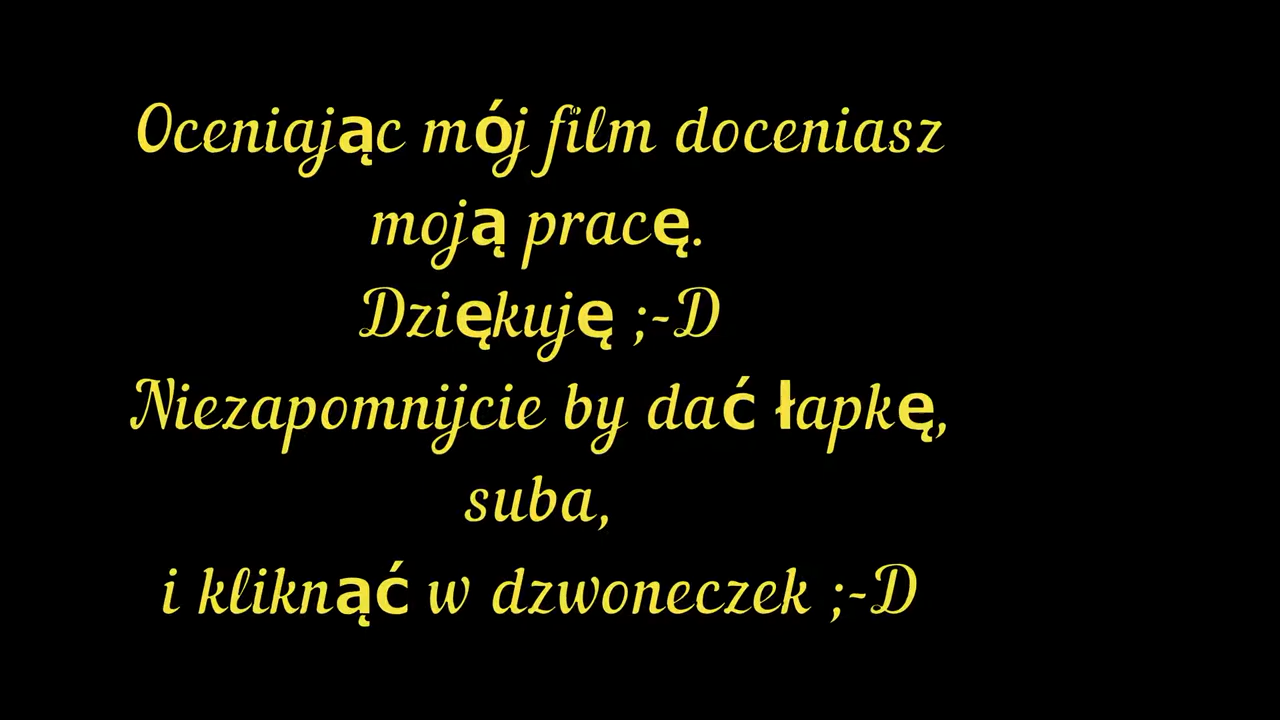 Oceniając mój film doceniasz
moją pracę.
Dziękuję ;-D
Niezapomnijcie by dać łapkę,
suba,
i kliknąć w dzwoneczek ;-D